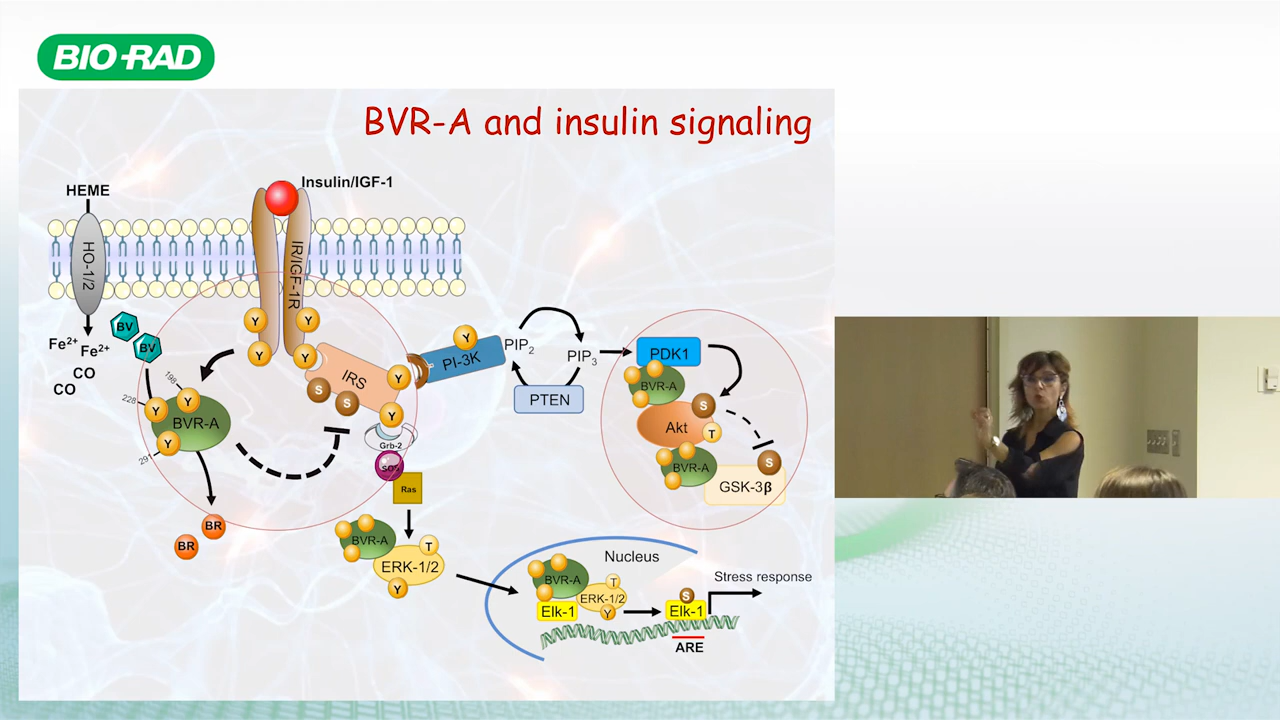 BIO-RAD
BVR-A and insulin signaling
Insulin/IGF-1
HEME
HO-1/2
IR/IGF-1R
Fe2+
Fe2+
CO
CO
BV
BV
Y
Y
Y
Y
IRS
S
S
Y
Y
Y
PI-3K
PIP2
PIP3
PTEN
PDK1
BVR-A
Akt
S
T
BVR-A
S
GSK-3β
198
228
Y
Y
BVR-A
Y
29
BR
BR
Grb-2
SOS
Ras
BVR-A
T
ERK-1/2
Y
Nucleus
BVR-A
T
ERK-1/2
Y
Elk-1
S
Elk-1
Stress response
ARE